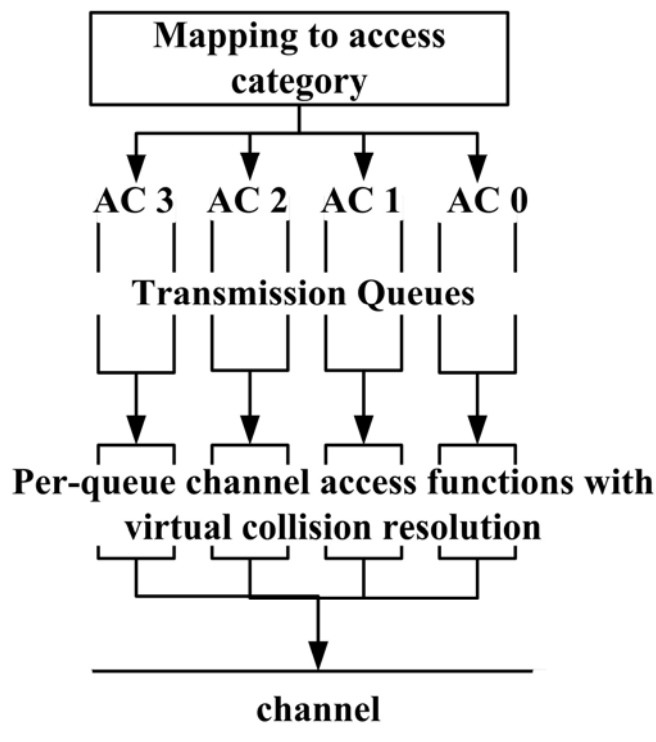 Mapping to access
category
AC 3 AC 2 AC 1 AC 0
Transmission Queues
Per-queue channel access functions with
virtual collision resolution
channel